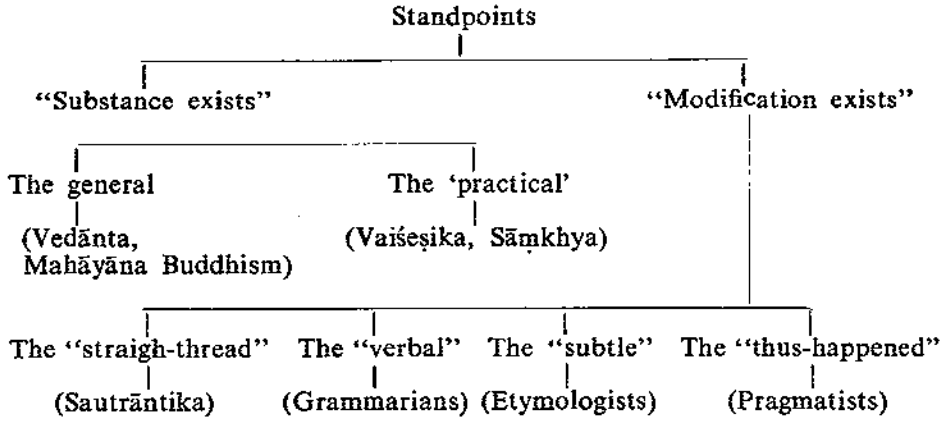 Standpoints
“Substance exists” “Modification exists”
The general The ‘practical’
(Vedānta, (Vaiśeṣika, Sāṃkhya)
Mahāyāna Buddhism)
The “straigh-thread” The “verbal” The “subtle” The “thus-happened”
(Sautrāntika) (Grammarians) (Etymologists) (Pragmatists)